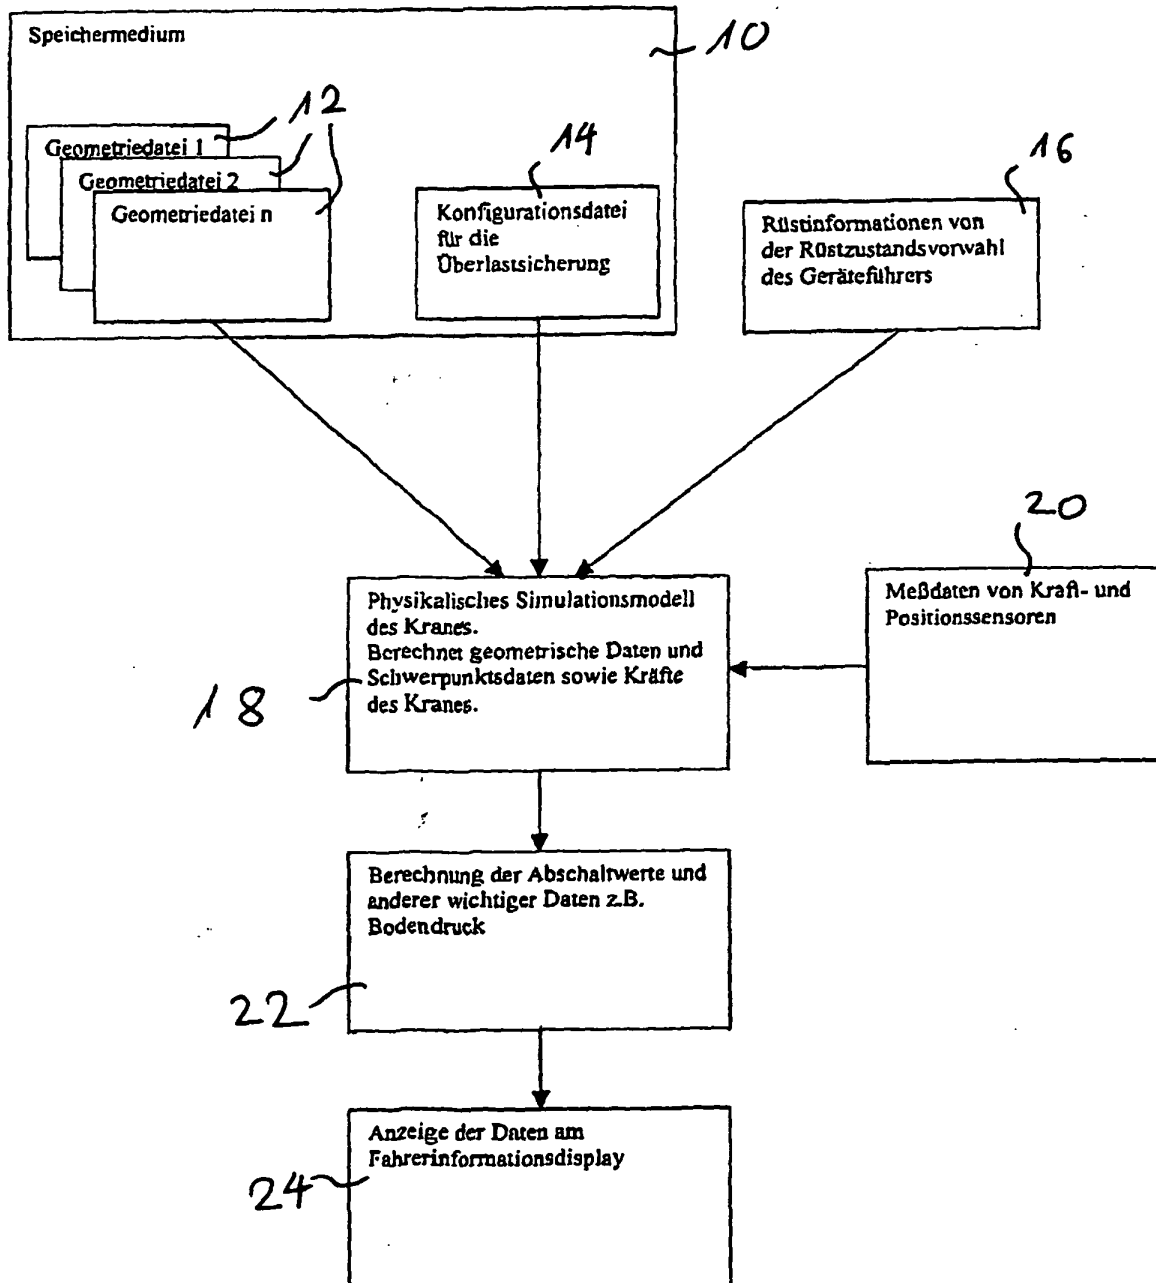 Speichermedium
10
12
Geometriedatei 1
Geometriedatei 2
Geometriedatei n
14
Konfigurationsdatei
für die
Überlastsicherung
16
Rüstinformationen von
der Rüstzustandsvorwahl
des Geräteführers
20
Meßdaten von Kraft- und
Positionssensoren
Physikalisches Simulationsmodell
des Kranes.
Berechnet geometrische Daten und
Schwerpunktsdaten sowie Kräfte
des Kranes.
18
Berechnung der Abschaltwerte und
anderer wichtiger Daten z.B.
Bodendruck
22
Anzeige der Daten am
Fahrerinformationsdisplay
24